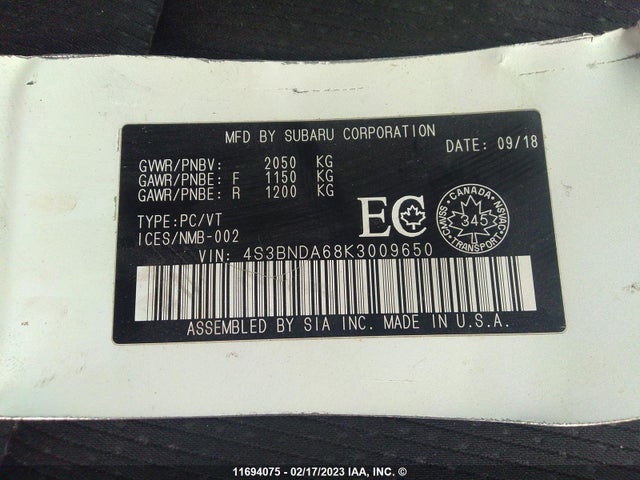 MFD BY SUBARU CORPORATION
DATE: 09/18
GVWR/PNBV: 2050 KG
GAWR/PNBE: F 1150 KG
GAWR/PNBE: R 1200 KG
TYPE:PC/VT
ICES/NMB-002
EC
CANADA
345
TRANSPORT
CMVSS
NSVAC
VIN: 4S3BNDA68K3009650
ASSEMBLED BY SIA INC. MADE IN U.S.A.
11694075 - 02/17/2023 IAA, INC. ©